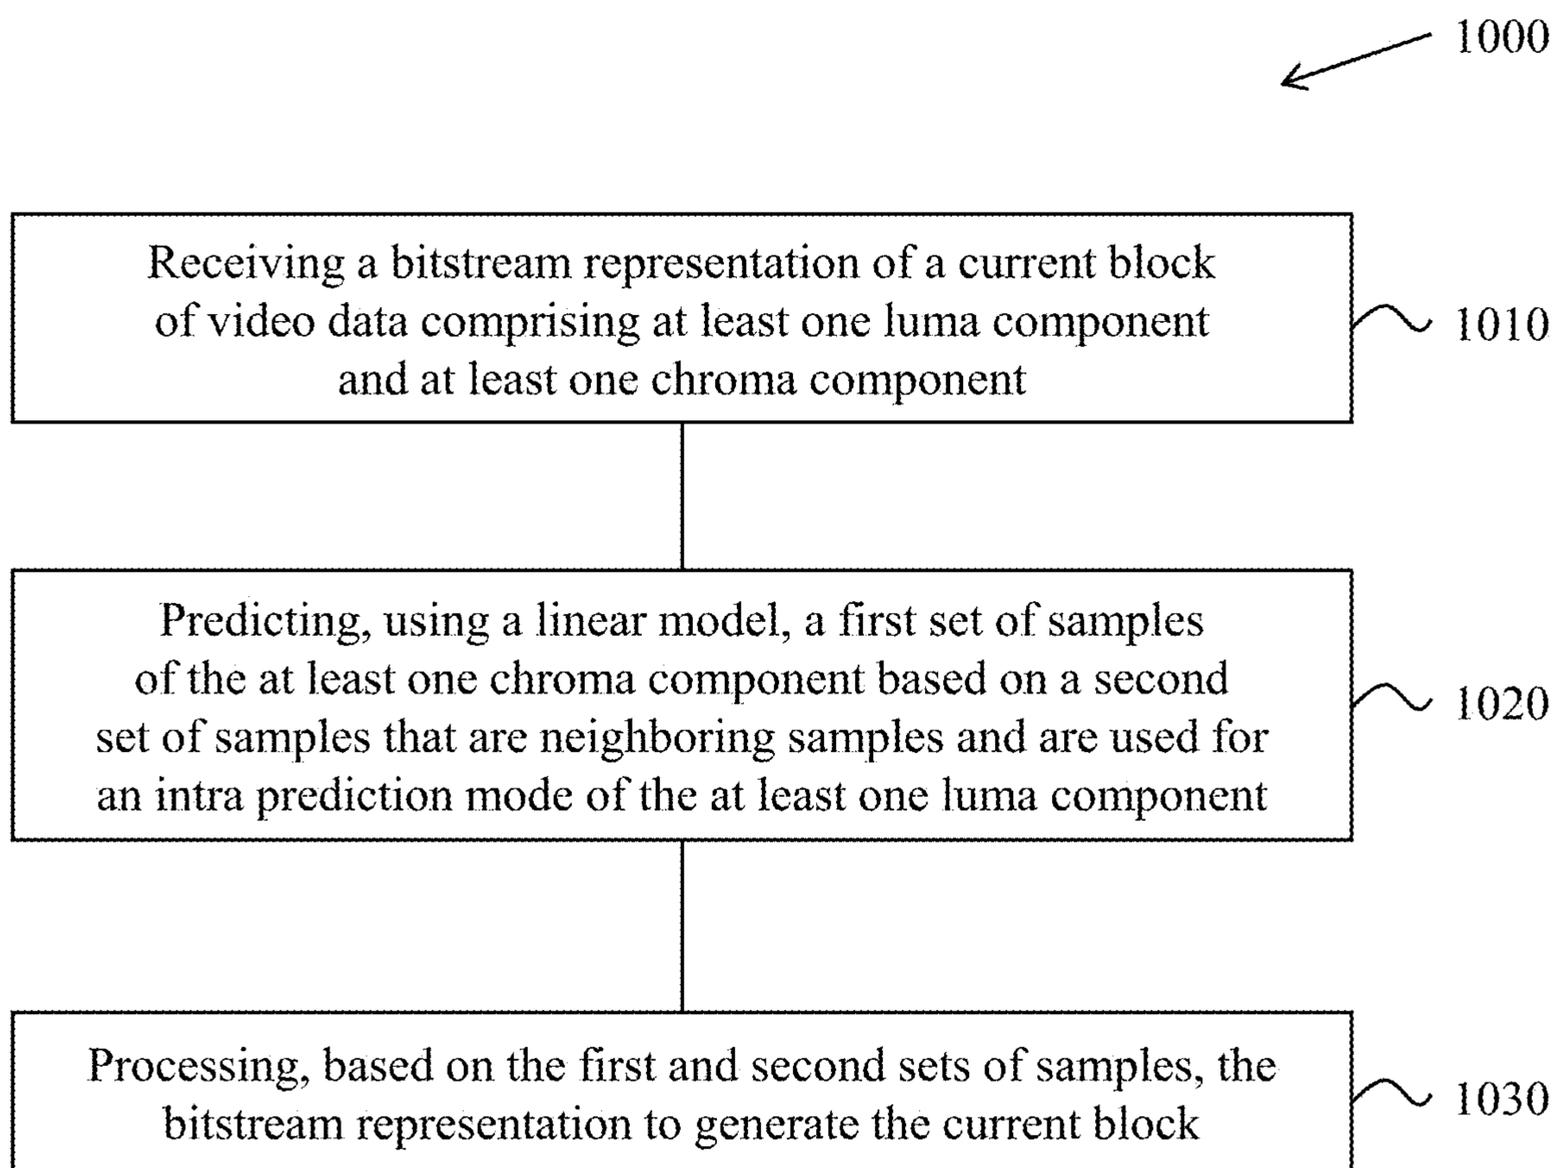 1000
Receiving a bitstream representation of a current block
of video data comprising at least one luma component
and at least one chroma component
1010
Predicting, using a linear model, a first set of samples
of the at least one chroma component based on a second
set of samples that are neighboring samples and are used for
an intra prediction mode of the at least one luma component
1020
Processing, based on the first and second sets of samples, the
bitstream representation to generate the current block
1030